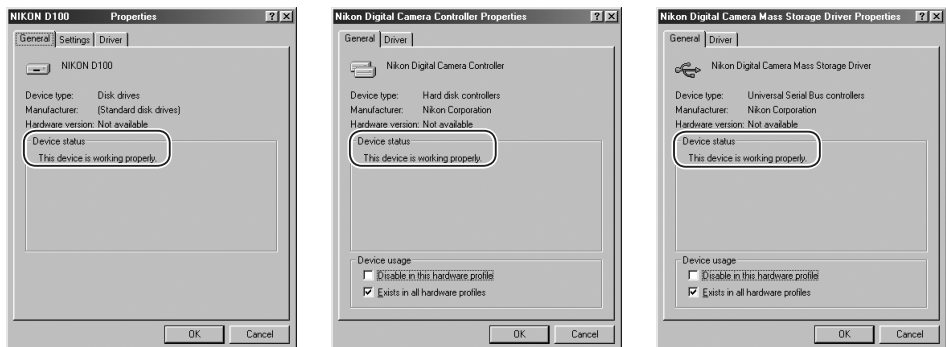 NIKON D100 Properties
General Settings Driver
NIKON D100
Device type: Disk drives
Manufacturer: (Standard disk drives)
Hardware version: Not available
Device status
This device is working properly.
OK Cancel
Nikon Digital Camera Controller Properties
General Driver
Nikon Digital Camera Controller
Device type: Hard disk controllers
Manufacturer: Nikon Corporation
Hardware version: Not available
Device status
This device is working properly.
Device usage
Disable in this hardware profile
Exists in all hardware profiles
OK Cancel
Nikon Digital Camera Mass Storage Driver Properties
General Driver
Nikon Digital Camera Mass Storage Driver
Device type: Universal Serial Bus controllers
Manufacturer: Nikon Corporation
Hardware version: Not available
Device status
This device is working properly.
Device usage
Disable in this hardware profile
Exists in all hardware profiles
OK Cancel